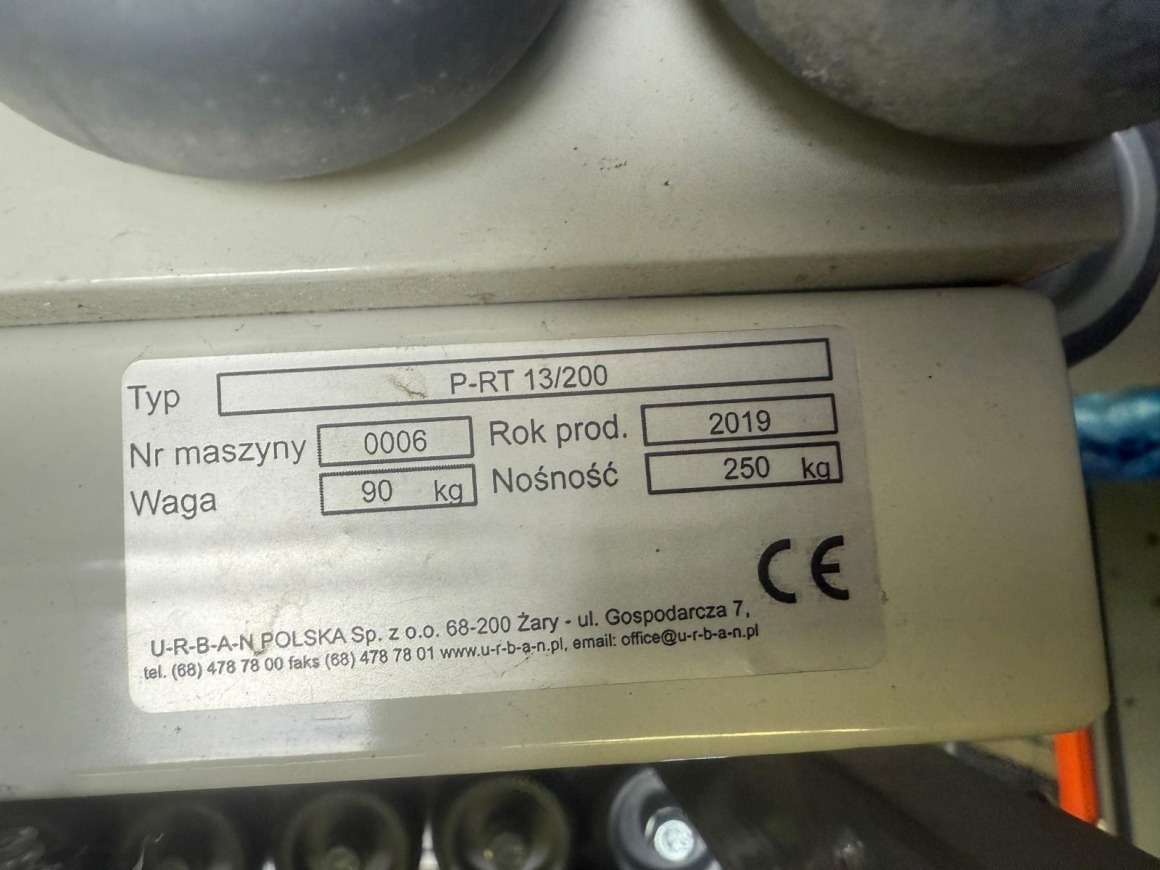 Typ P-RT 13/200
Nr maszyny 0006 Rok prod. 2019
Waga 90 kg Nośność 250 kg
CE
U-R-B-A-N POLSKA Sp. z o.o. 68-200 Żary - ul. Gospodarcza 7,
tel. (68) 478 78 00 faks (68) 478 78 01 www.u-r-b-a-n.pl, email: office@u-r-b-a-n.pl